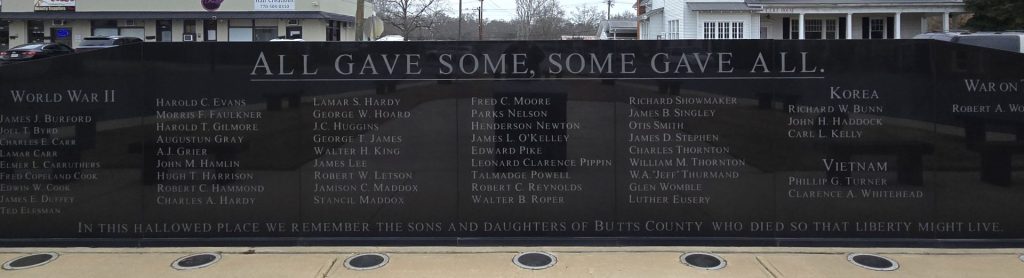 ALL GAVE SOME, SOME GAVE ALL.
WORLD WAR II
JAMES J. BURFORD
JOEL T. BYRD
CHARLES E. CARR
LAMAR CARR
ELMER L. CARRUTHERS
FRED COPELAND COOK
EDWIN W. COOK
JAMES E. DUFFEY
TED ELESMAN
HAROLD C. EVANS
MORRIS F. FAULKNER
HAROLD T. GILMORE
AUGUSTUN GRAY
A.J. GRIER
JOHN M. HAMLIN
HUGH T. HARRISON
ROBERT C. HAMMOND
CHARLES A. HARDY
LAMAR S. HARDY
GEORGE W. HOARD
J.C. HUGGINS
GEORGE T. JAMES
WALTER H. KING
JAMES LEE
ROBERT W. LETSON
JAMISON C. MADDOX
STANCIL MADDOX
FRED C. MOORE
PARKS NELSON
HENDERSON NEWTON
JAMES L. O'KELLEY
EDWARD PIKE
LEONARD CLARENCE PIPPIN
TALMADGE POWELL
ROBERT C. REYNOLDS
WALTER B. ROPER
RICHARD SHOWMAKER
JAMES B. SINGLEY
OTIS SMITH
JAMES D. STEPHEN
CHARLES THORNTON
WILLIAM M. THORNTON
W.A. "JEFF" THURMAND
GLEN WOMBLE
LUTHER EUSERY
KOREA
RICHARD W. BUNN
JOHN H. HADDOCK
CARL L. KELLY
VIETNAM
PHILLIP G. TURNER
CLARENCE A. WHITEHEAD
WAR ON
ROBERT A.
IN THIS HALLOWED PLACE WE REMEMBER THE SONS AND DAUGHTERS OF BUTTS COUNTY WHO DIED SO THAT LIBERTY MIGHT LIVE.